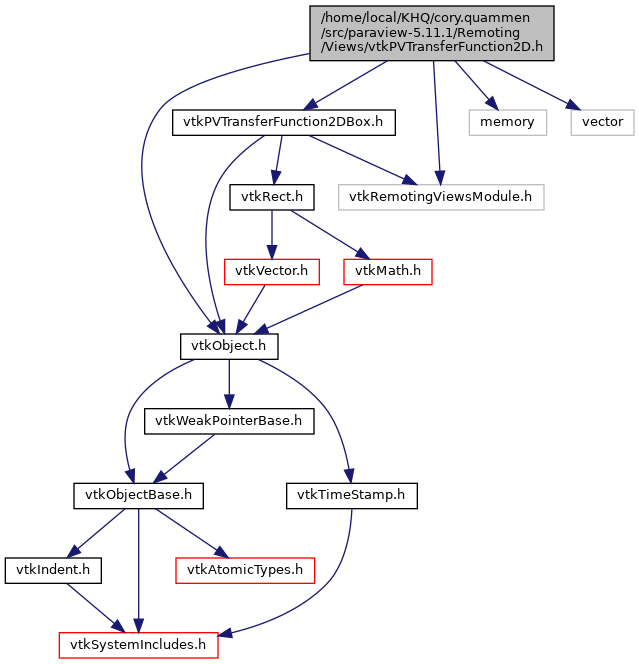 /home/local/KHQ/cory.quammen
/src/paraview-5.11.1/Remoting
/Views/vtkPVTransferFunction2D.h
vtkPVTransferFunction2DBox.h
memory
vector
vtkRect.h
vtkRemotingViewsModule.h
vtkVector.h
vtkMath.h
vtkObject.h
vtkWeakPointerBase.h
vtkObjectBase.h
vtkTimeStamp.h
vtkIndent.h
vtkAtomicTypes.h
vtkSystemIncludes.h